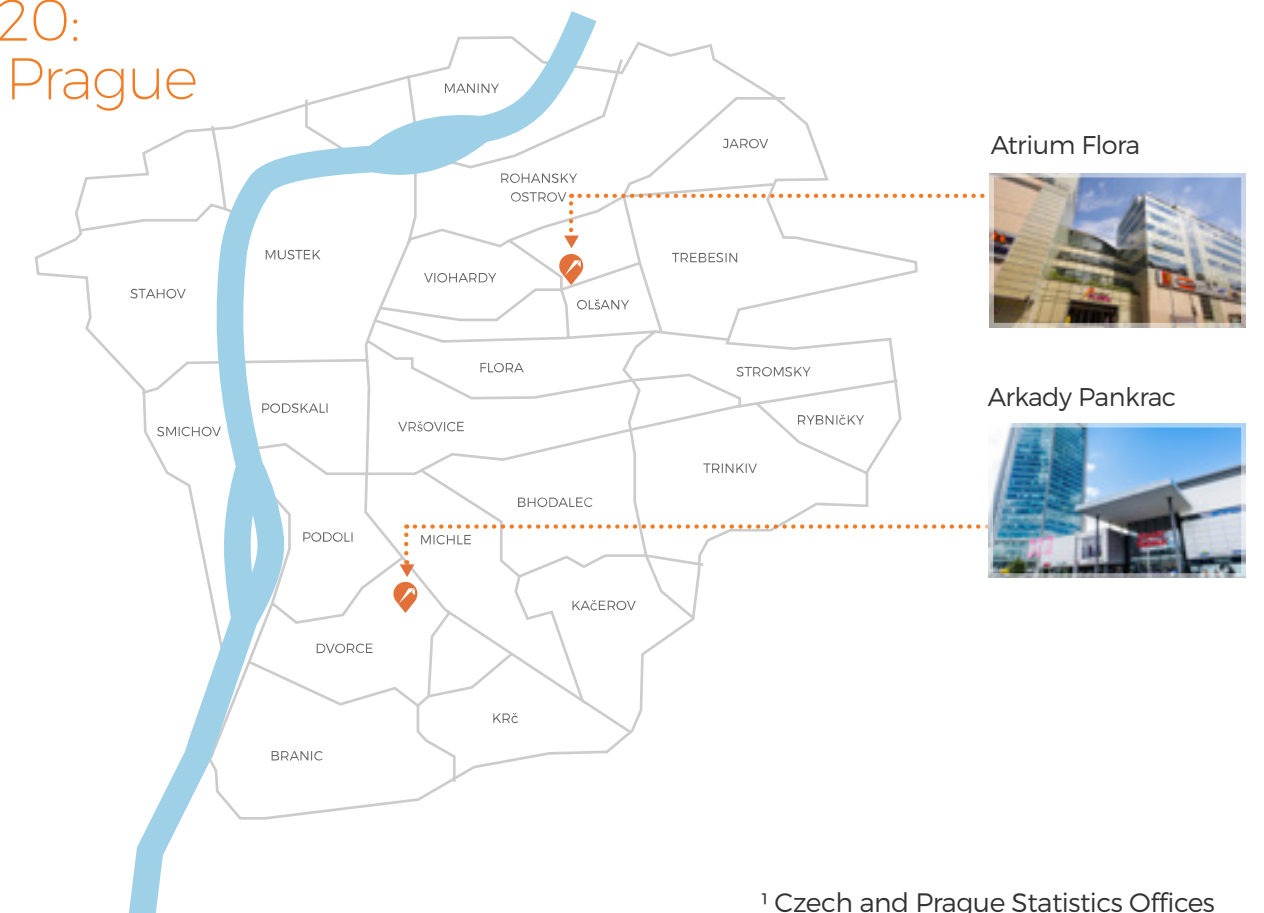 20:
Prague
MANINY
JAROV
Atrium Flora
ROHANSKY
OSTROV
MUSTEK
TREBESIN
VIOHARDY
STAHOV
OLšANY
FLORA
STROMSKY
Arkady Pankrac
PODSKALI
RYBNIčKY
VRšOVICE
SMICHOV
TRINKIV
BHODALEC
PODOLI
MICHLE
KAčEROV
DVORCE
KRč
BRANIC
¹ Czech and Prague Statistics Offices